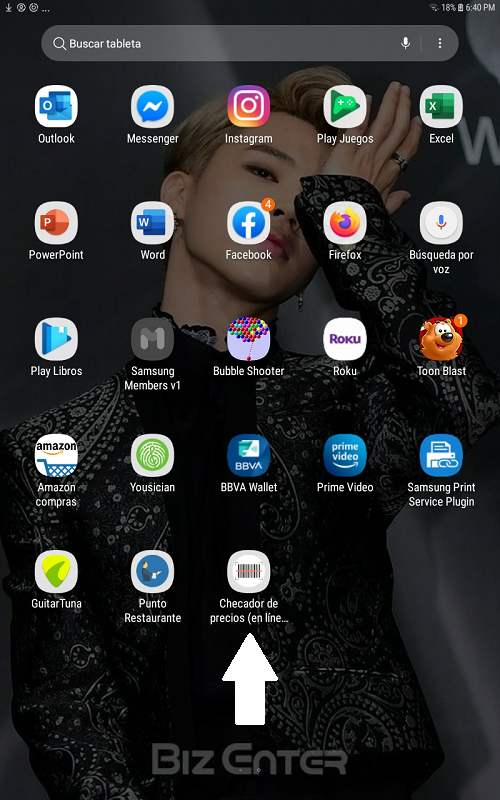 18% 6:40 PM
Buscar tableta
Outlook
Messenger
Instagram
Play Juegos
Excel
O
X
PowerPoint
Word
Facebook
Firefox
Búsqueda por
voz
P
W
4
Play Libros
Samsung
Members v1
Bubble Shooter
Roku
Toon Blast
Roku
1
amazon
BBVA
prime
video
Amazon
compras
Yousician
BBVA Wallet
Prime Video
Samsung Print
Service Plugin
GuitarTuna
Punto
Restaurante
Checador de
precios (en líne...
W
BIZ ENTER